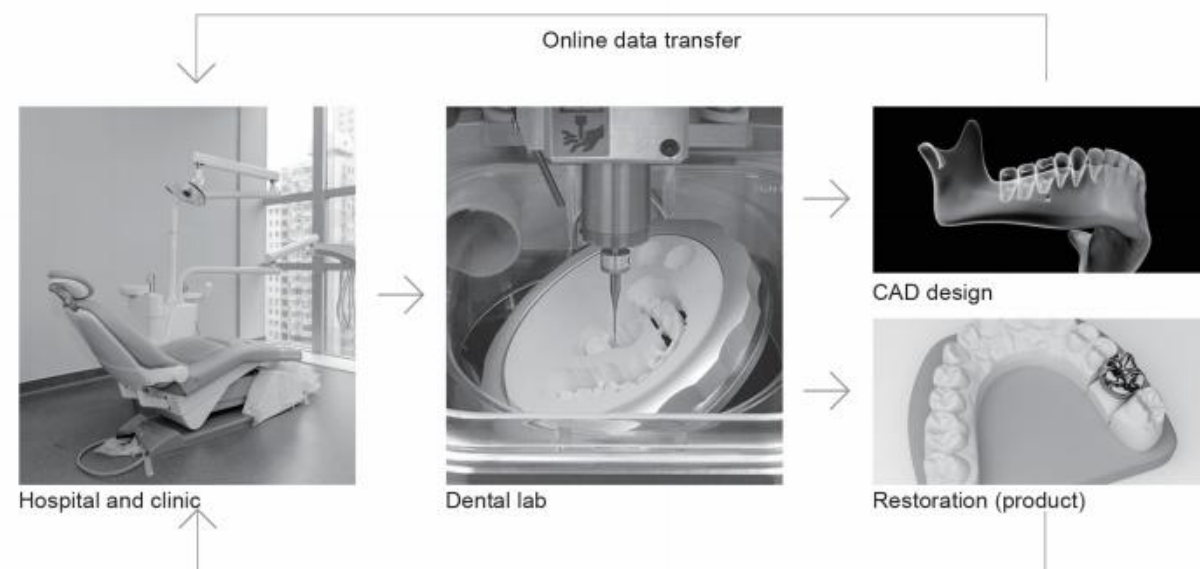 Online data transfer
Hospital and clinic
Dental lab
CAD design
Restoration (product)